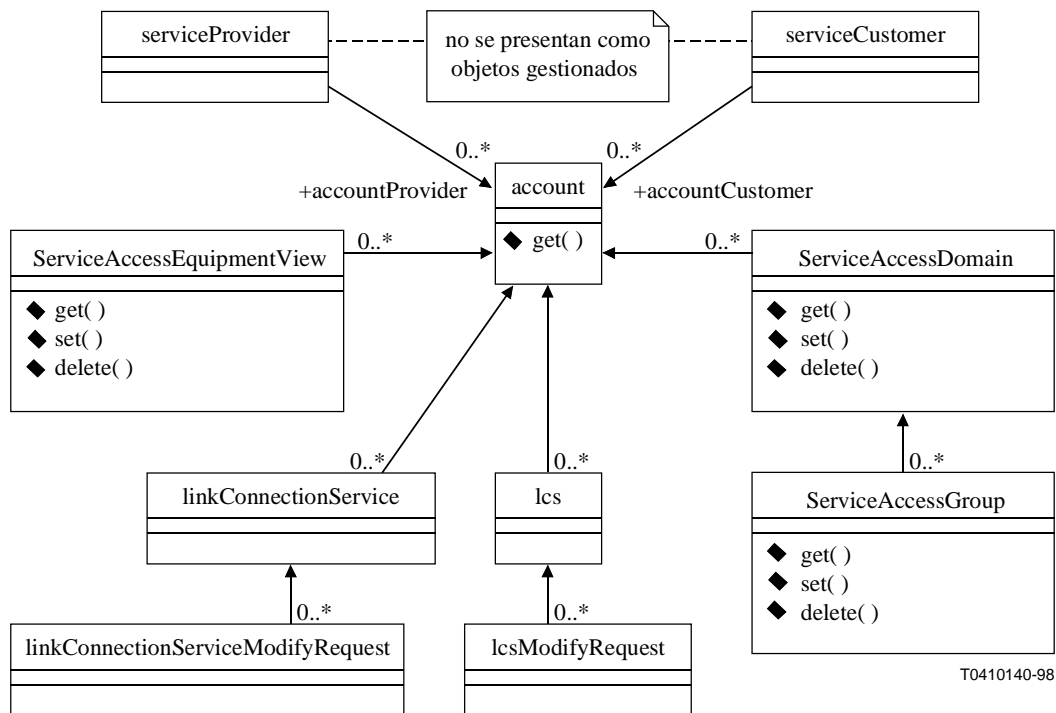 serviceProvider
no se presentan como
objetos gestionados
serviceCustomer
0..*
0..*
+accountProvider
account
+accountCustomer
get( )
0..*
0..*
ServiceAccessEquipmentView
get( )
set( )
delete( )
ServiceAccessDomain
get( )
set( )
delete( )
0..*
0..*
0..*
linkConnectionService
lcs
ServiceAccessGroup
get( )
set( )
delete( )
0..*
0..*
linkConnectionServiceModifyRequest
lcsModifyRequest
T0410140-98